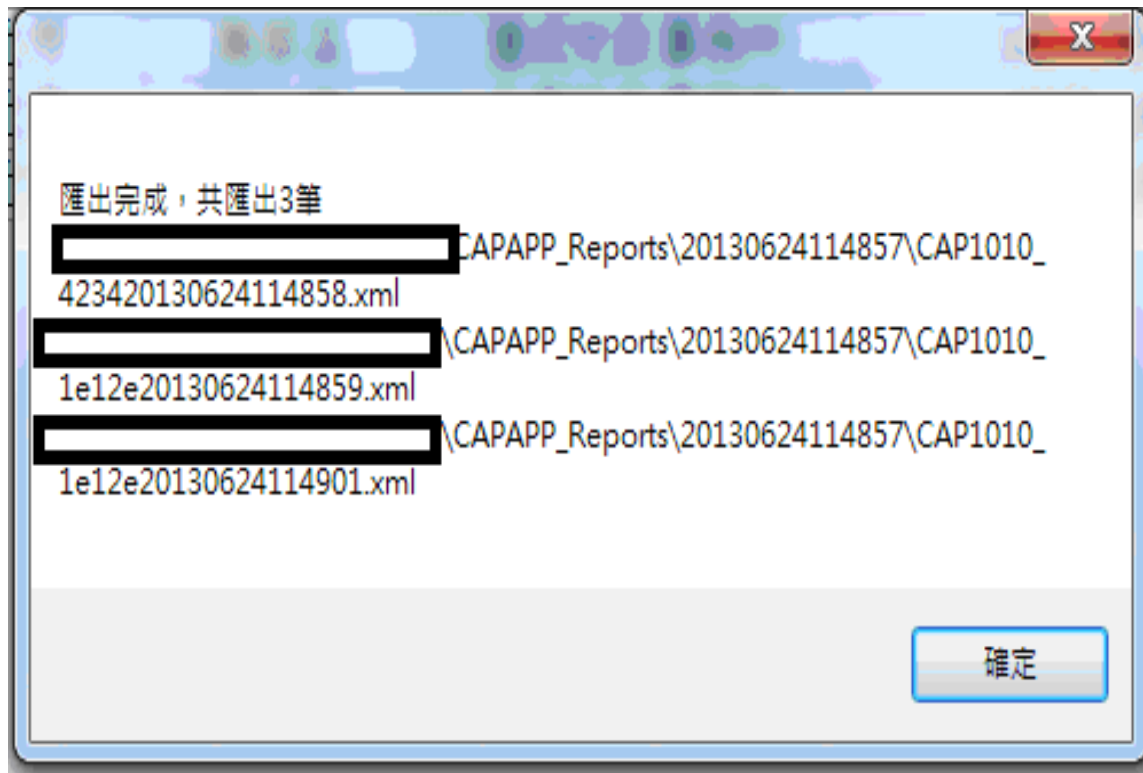 匯出完成，共匯出3筆
CAPAPP_Reports\20130624114857\CAP1010_
423420130624114858.xml
\CAPAPP_Reports\20130624114857\CAP1010_
1e12e20130624114859.xml
\CAPAPP_Reports\20130624114857\CAP1010_
1e12e20130624114901.xml
確定